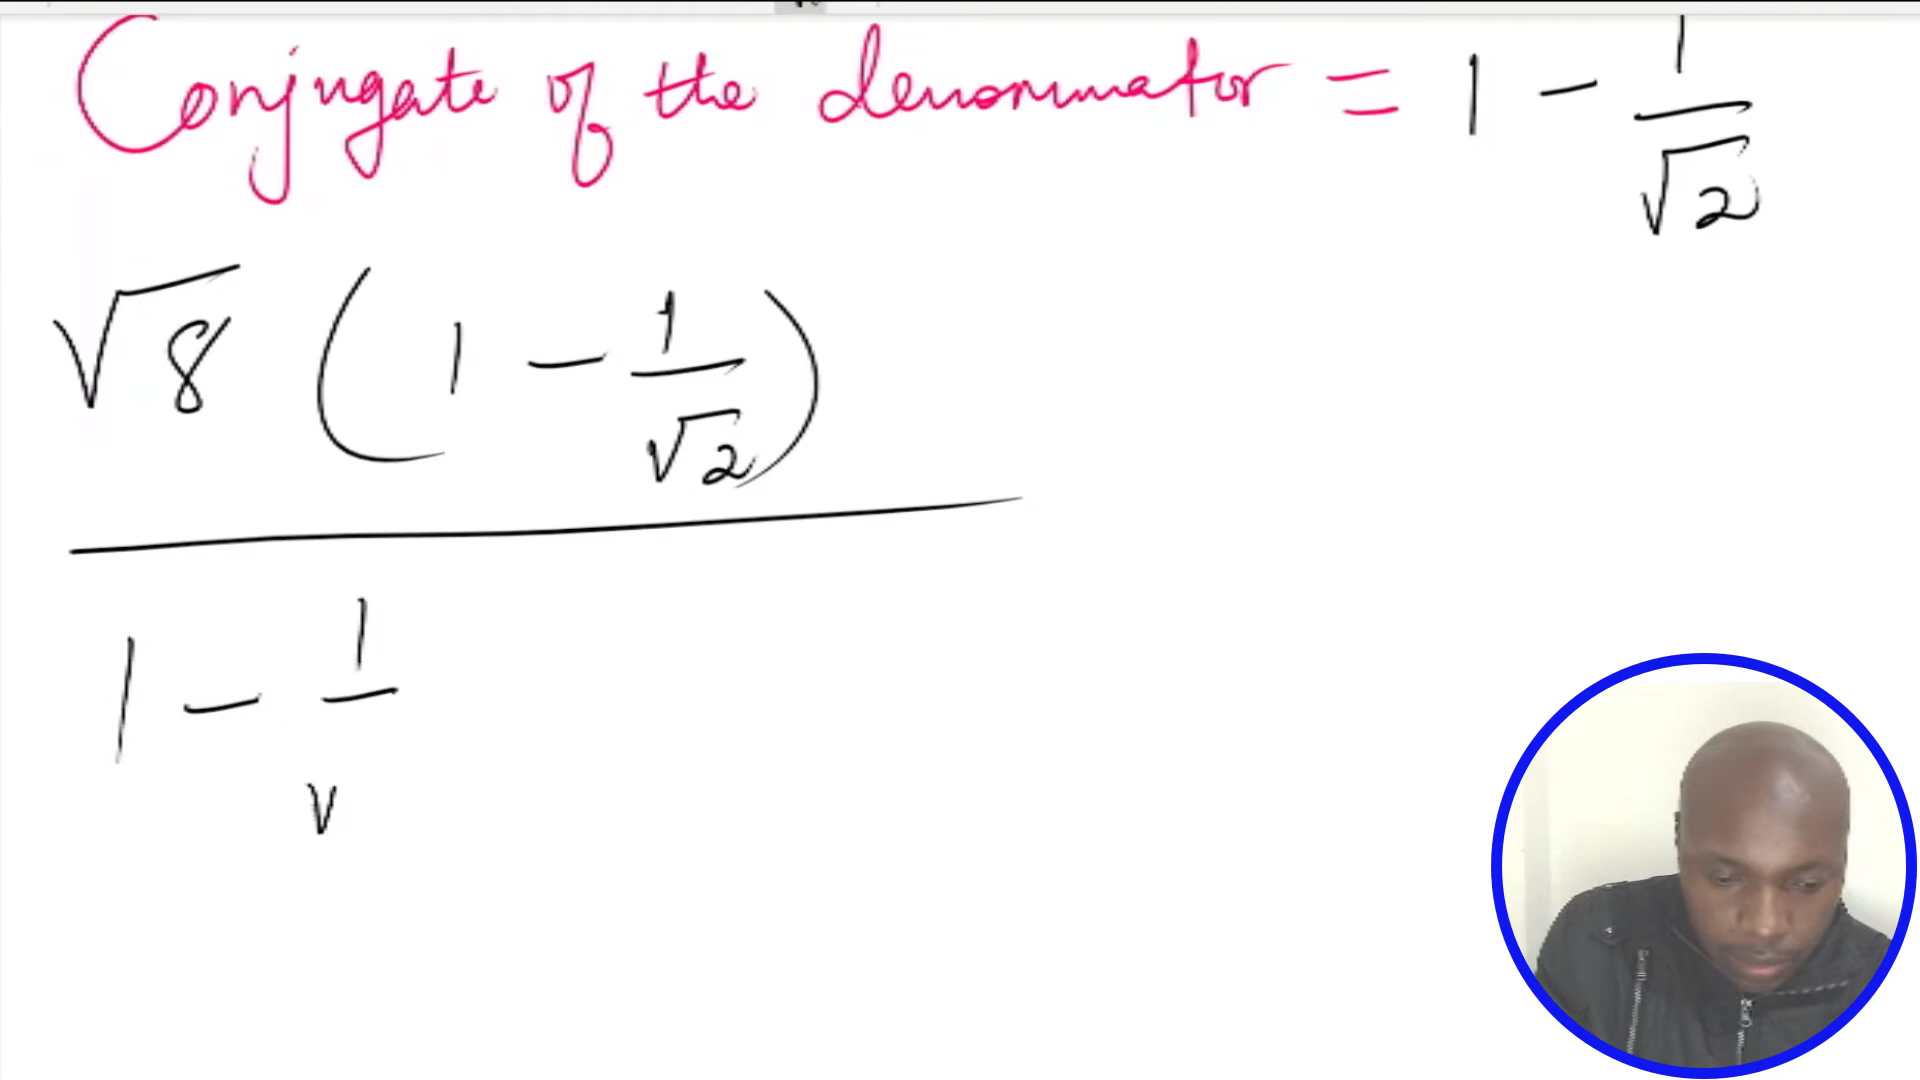 Conjugate of the denominator = 1 - 1/√2
√8 (1 - 1/√2)
1 - 1/√